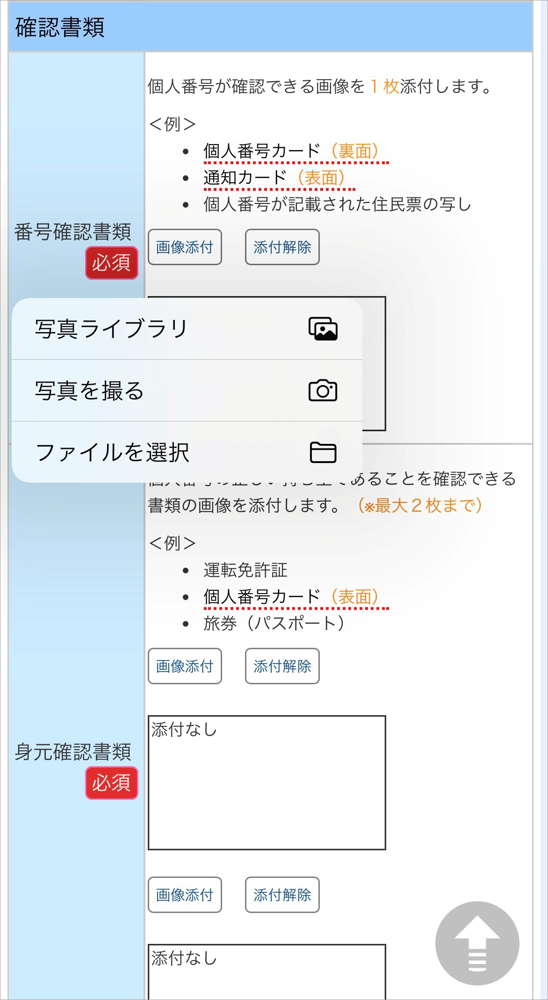 確認書類
個人番号が確認できる画像を１枚添付します。
＜例＞
• 個人番号カード（裏面）
• 通知カード（表面）
• 個人番号が記載された住民票の写し
番号確認書類
必須
画像添付 添付解除
写真ライブラリ
写真を撮る
ファイルを選択
あることを確認できる
書類の画像を添付します。（※最大２枚まで）
＜例＞
• 運転免許証
• 個人番号カード（表面）
• 旅券（パスポート）
画像添付 添付解除
添付なし
身元確認書類
必須
画像添付 添付解除
添付なし